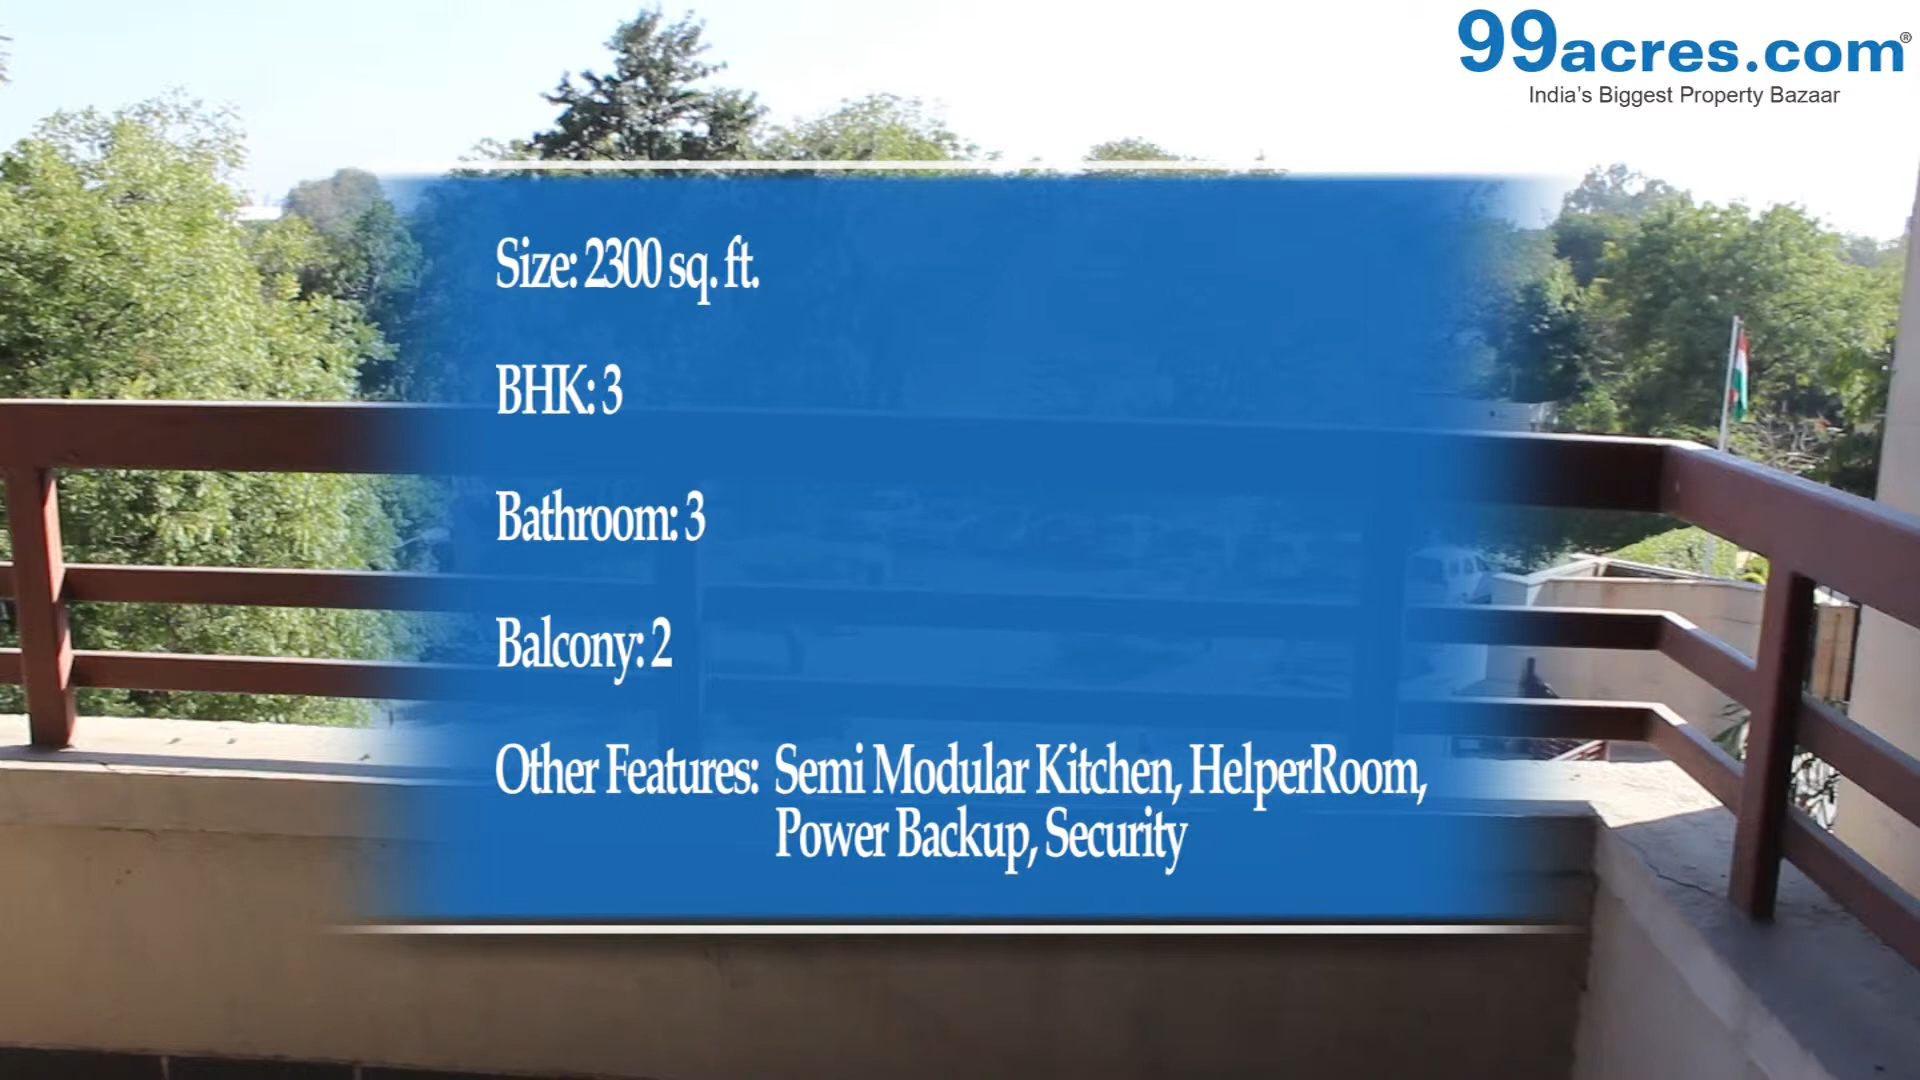 99acres.com®
India's Biggest Property Bazaar
Size: 2300 sq. ft.
BHK: 3
Bathroom: 3
Balcony: 2
Other Features: Semi Modular Kitchen, HelperRoom,
Power Backup, Security